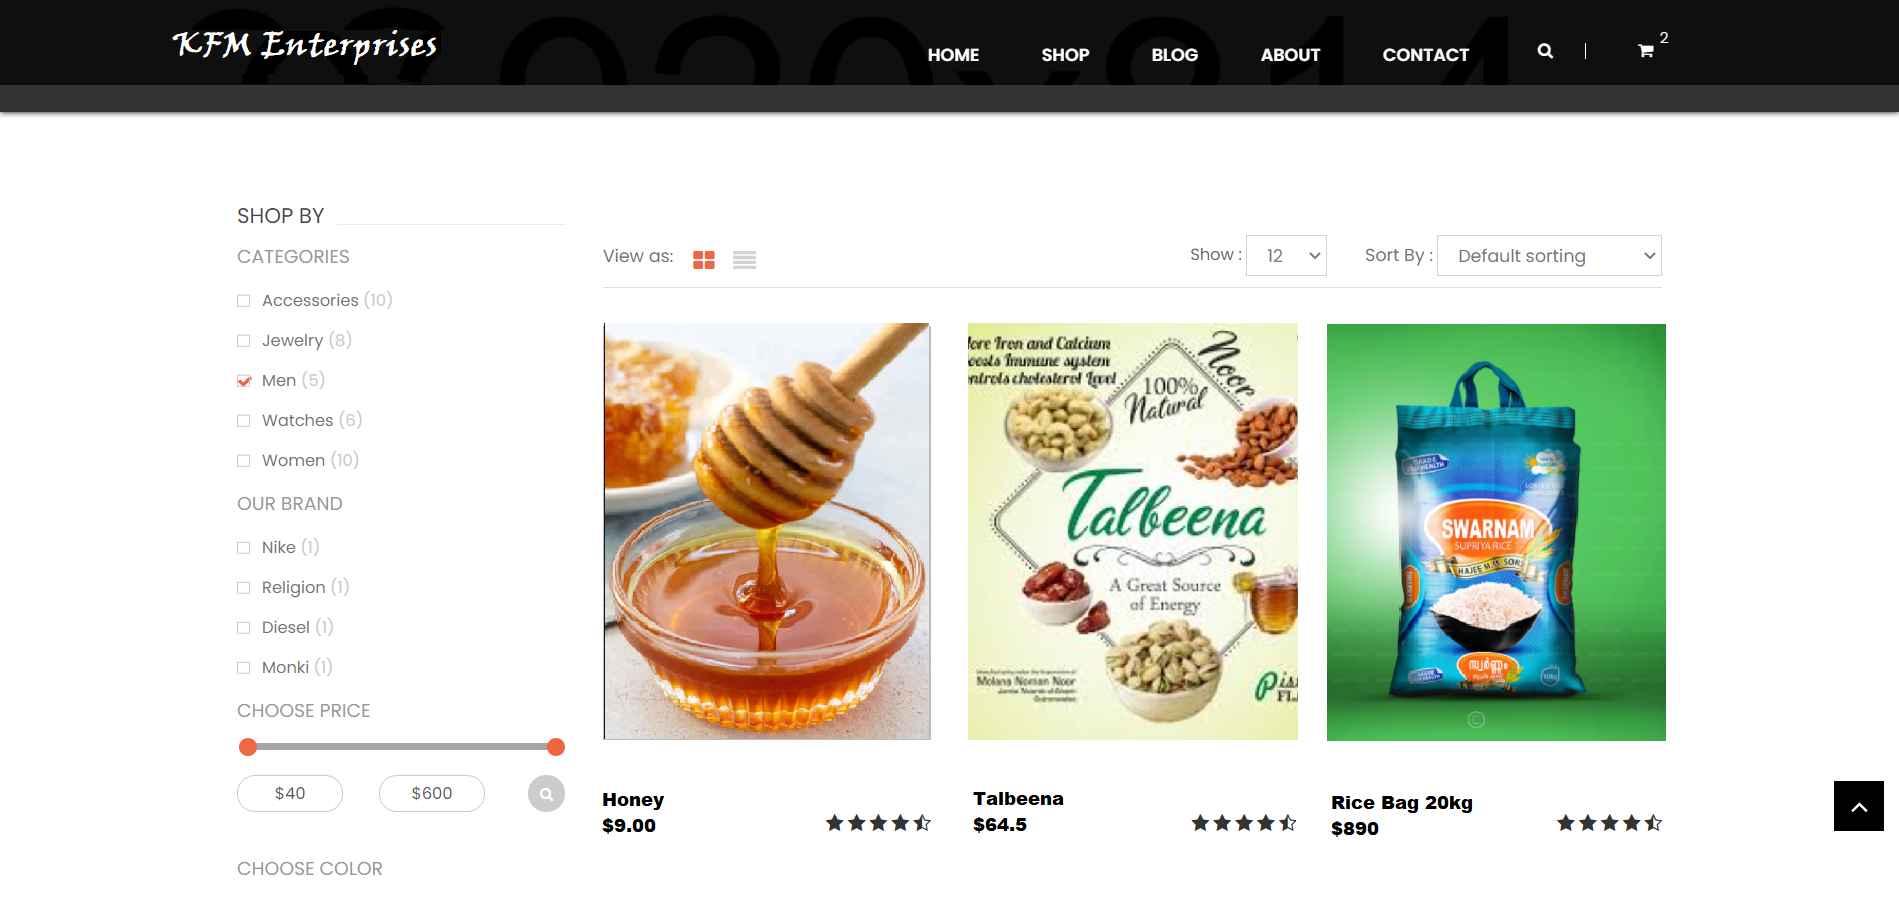 KFM Enterprises
HOME
SHOP
BLOG
ABOUT
CONTACT
2
SHOP BY
CATEGORIES
Accessories (10)
Jewelry (8)
Men (5)
Watches (6)
Women (10)
OUR BRAND
Nike (1)
Religion (1)
Diesel (1)
Monki (1)
CHOOSE PRICE
$40
$600
CHOOSE COLOR
View as:
Show :
12
Sort By :
Default sorting
ore Iron and Calcium
oosts Immune system
ntrols cholesterol level
100%
Natural
Noor
Talbeena
A Great Source
of Energy
Molana Noman Noor
Pis
FL
SWARNAM
SUPRIYA RICE
HAJEE M.M. SONS
സ്വർണ്ണം
Honey
$9.00
Talbeena
$64.5
Rice Bag 20kg
$890